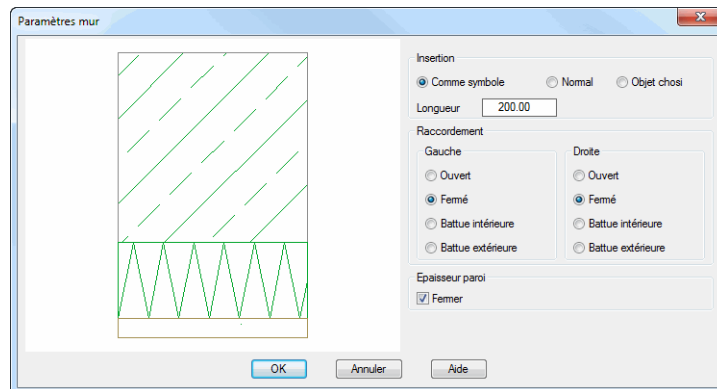 Paramètres mur
Insertion
Comme symbole Normal Objet chosi
Longueur 200.00
Raccordement
Gauche Droite
Ouvert Ouvert
Fermé Fermé
Battue intérieure Battue intérieure
Battue extérieure Battue extérieure
Epaisseur paroi
Fermer
OK Annuler Aide